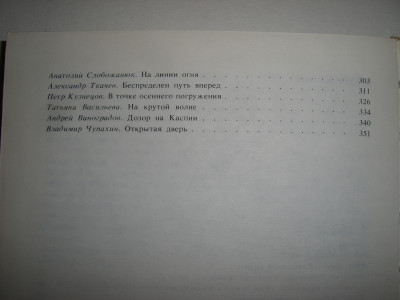 Анатолий Слобожанюк. На линии огня . . . . . . . . . . . . . . . 303
Александр Ткачев. Беспределен путь вперед . . . . . . . . . . . . 311
Петр Кузнецов. В точке осеннего погружения . . . . . . . . . . . . 326
Татьяна Васильева. На крутой волне . . . . . . . . . . . . . . . 334
Андрей Виноградов. Дозор на Каспии . . . . . . . . . . . . . . . 340
Владимир Чупахин. Открытая дверь . . . . . . . . . . . . . . . . 351